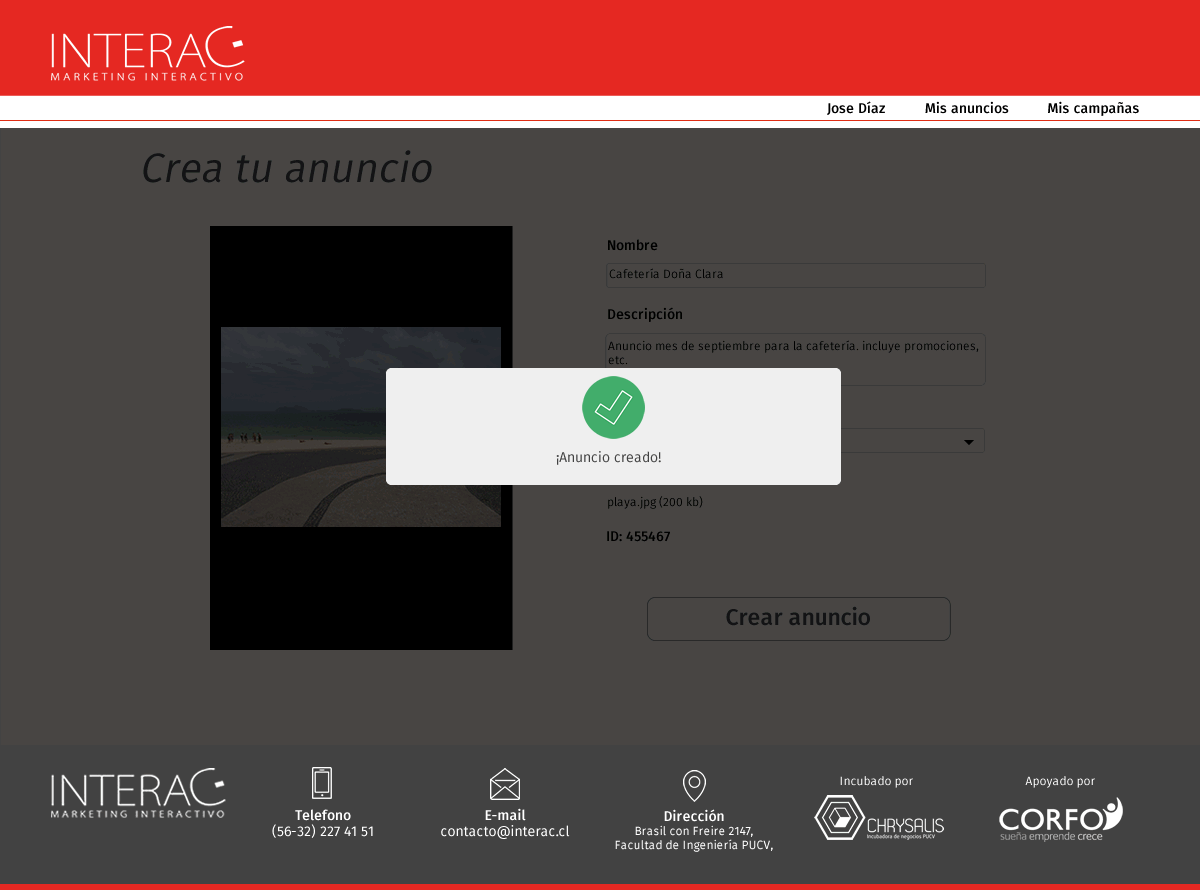 INTERAC
MARKETING INTERACTIVO
Jose Díaz Mis anuncios Mis campañas
Crea tu anuncio
Nombre
Cafetería Doña Clara
Descripción
Anuncio mes de septiembre para la cafetería. incluye promociones,
etc.
¡Anuncio creado!
playa.jpg (200 kb)
ID: 455467
Crear anuncio
INTERAC
MARKETING INTERACTIVO
Telefono
(56-32) 227 41 51
E-mail
contacto@interac.cl
Dirección
Brasil con Freire 2147,
Facultad de Ingeniería PUCV,
Incubado por
CHRYSALIS
Incubadora de negocios PUCV
Apoyado por
CORFO
sueña emprende crece